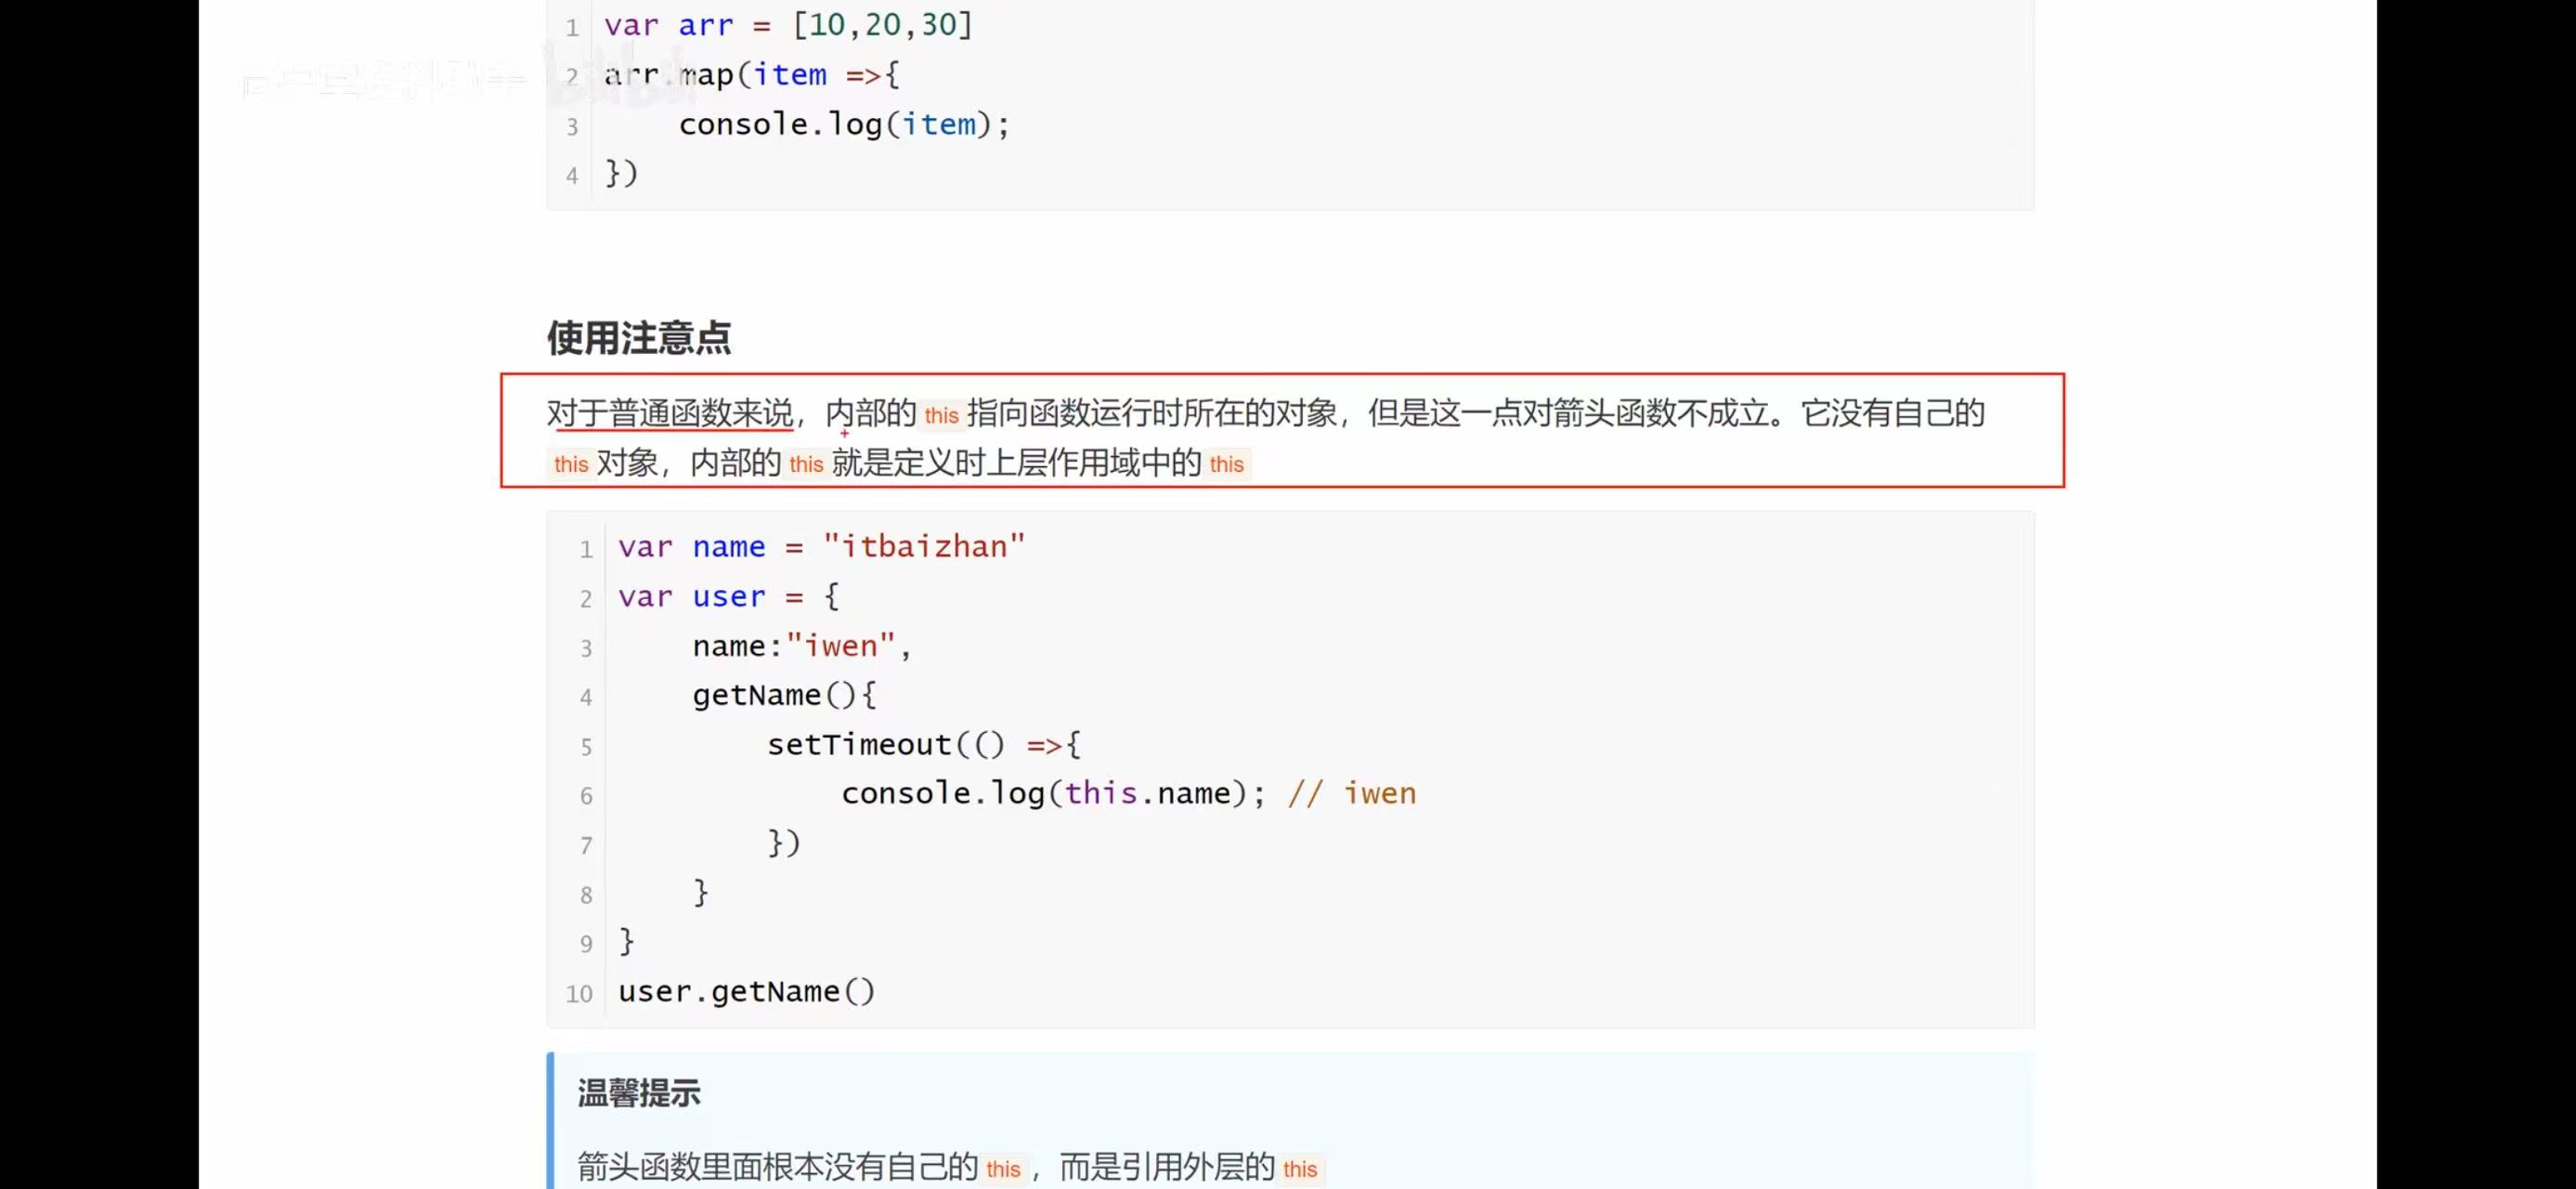 1 var arr = [10,20,30]
2 arr.map(item =>{
3 console.log(item);
4 })
使用注意点
对于普通函数来说，内部的 this 指向函数运行时所在的对象，但是这一点对箭头函数不成立。它没有自己的
this 对象，内部的 this 就是定义时上层作用域中的 this
1 var name = "itbaizhan"
2 var user = {
3 name:"iwen",
4 getName(){
5 setTimeout(() =>{
6 console.log(this.name); // iwen
7 })
8 }
9 }
10 user.getName()
温馨提示
箭头函数里面根本没有自己的 this ，而是引用外层的 this